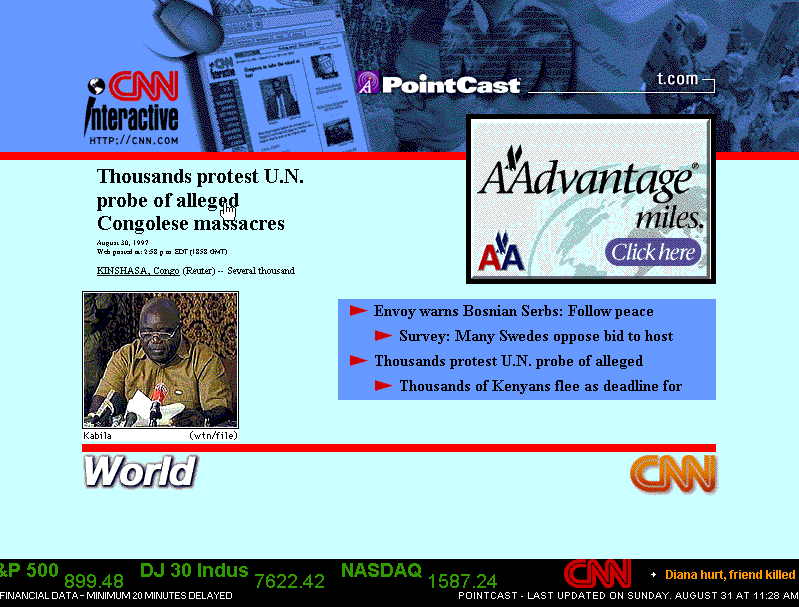 CNN
Interactive
HTTP://CNN.COM
PointCast
t.com
Thousands protest U.N.
probe of alleged
Congolese massacres
August 30, 1997
Web posted at: 2:58 p.m. EDT (1858 GMT)
KINSHASA, Congo (Reuter) -- Several thousand
AAdvantage®
miles.
AA
Click here
Envoy warns Bosnian Serbs: Follow peace
Survey: Many Swedes oppose bid to host
Thousands protest U.N. probe of alleged
Thousands of Kenyans flee as deadline for
Kabila (wtn/file)
World
CNN
&P 500 899.48 DJ 30 Indus 7622.42 NASDAQ 1587.24 CNN Diana hurt, friend killed
FINANCIAL DATA - MINIMUM 20 MINUTES DELAYED
POINTCAST - LAST UPDATED ON SUNDAY, AUGUST 31 AT 11:28 AM